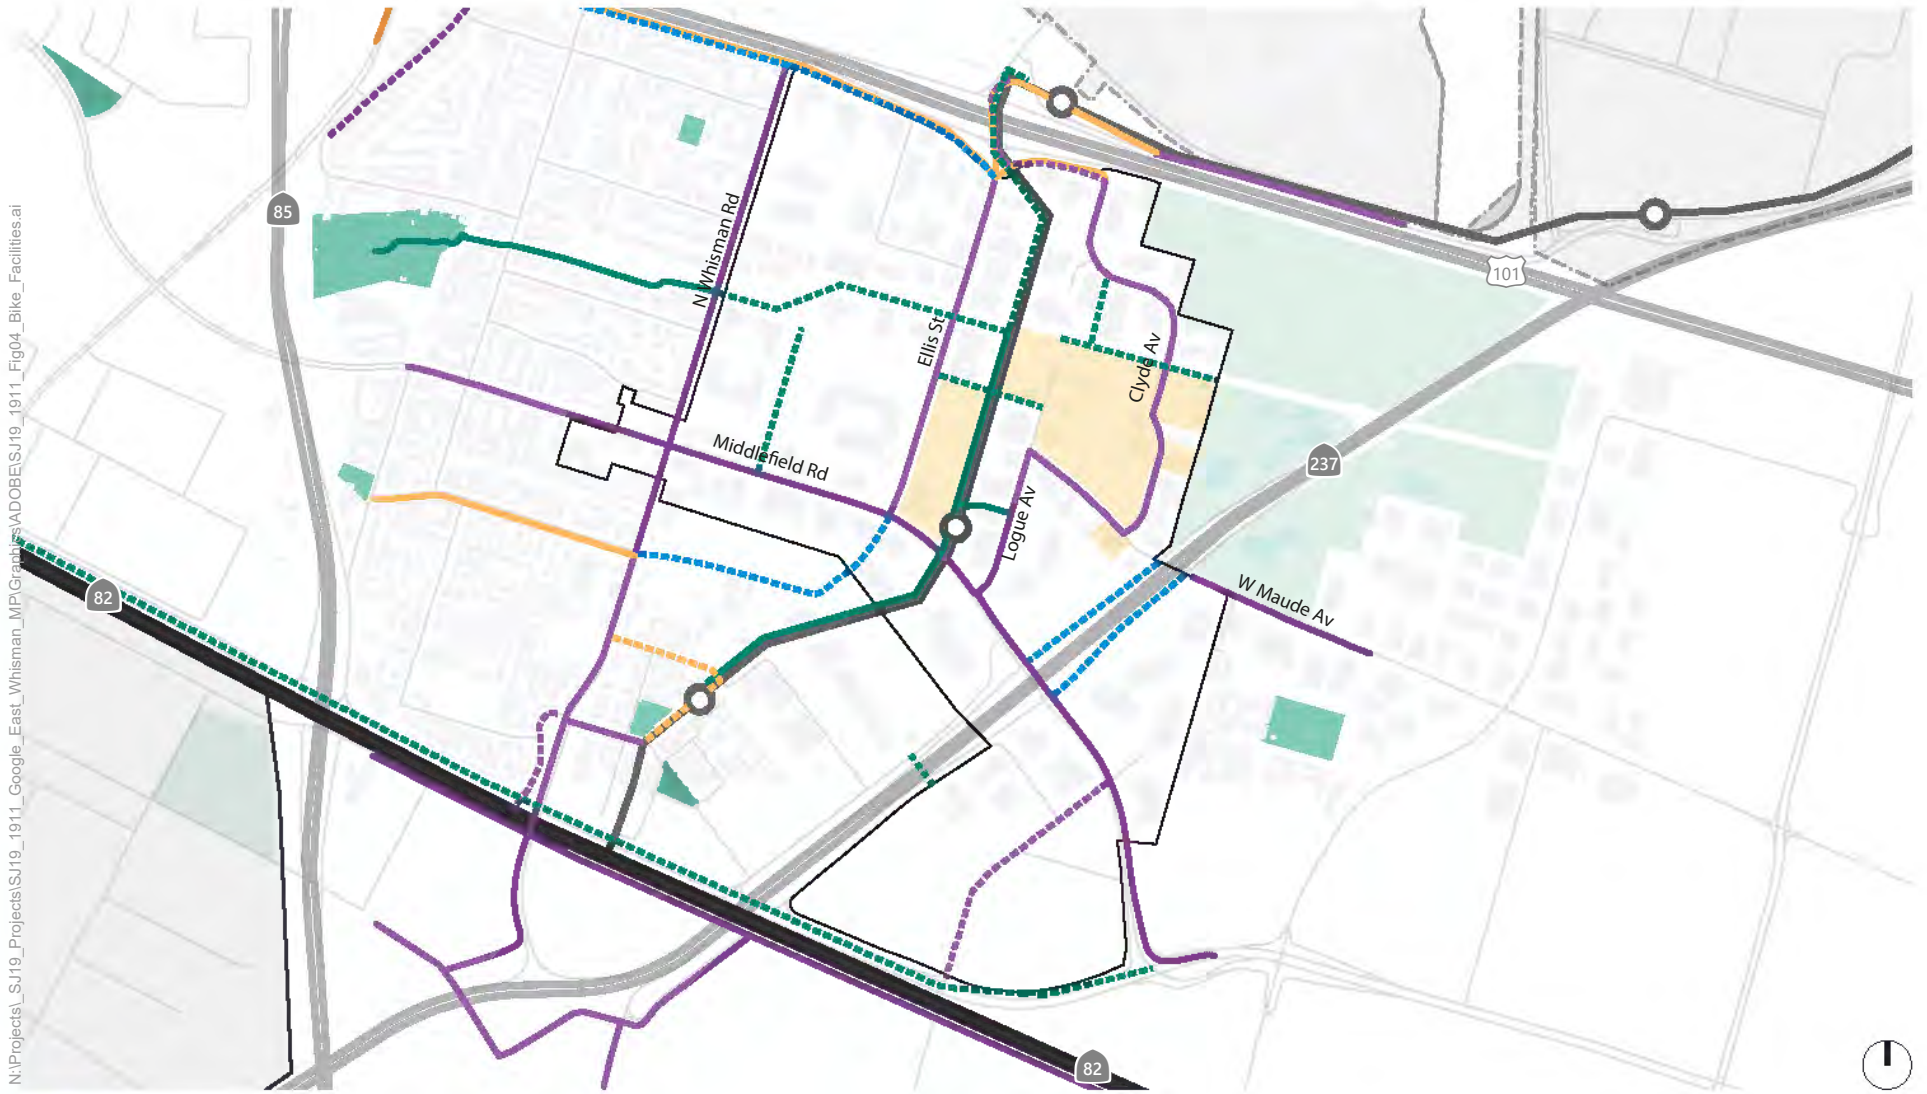 N:\Projects\_SJ19_Projects\SJ19_1911_Google_East_Whisman_MP\Graphics\ADOBE\SJ19_1911_Fig04_Bike_Facilities.ai
85
N Whisman Rd
101
Ellis St
Clyde Av
Middlefield Rd
237
Logue Av
82
W Maude Av
82